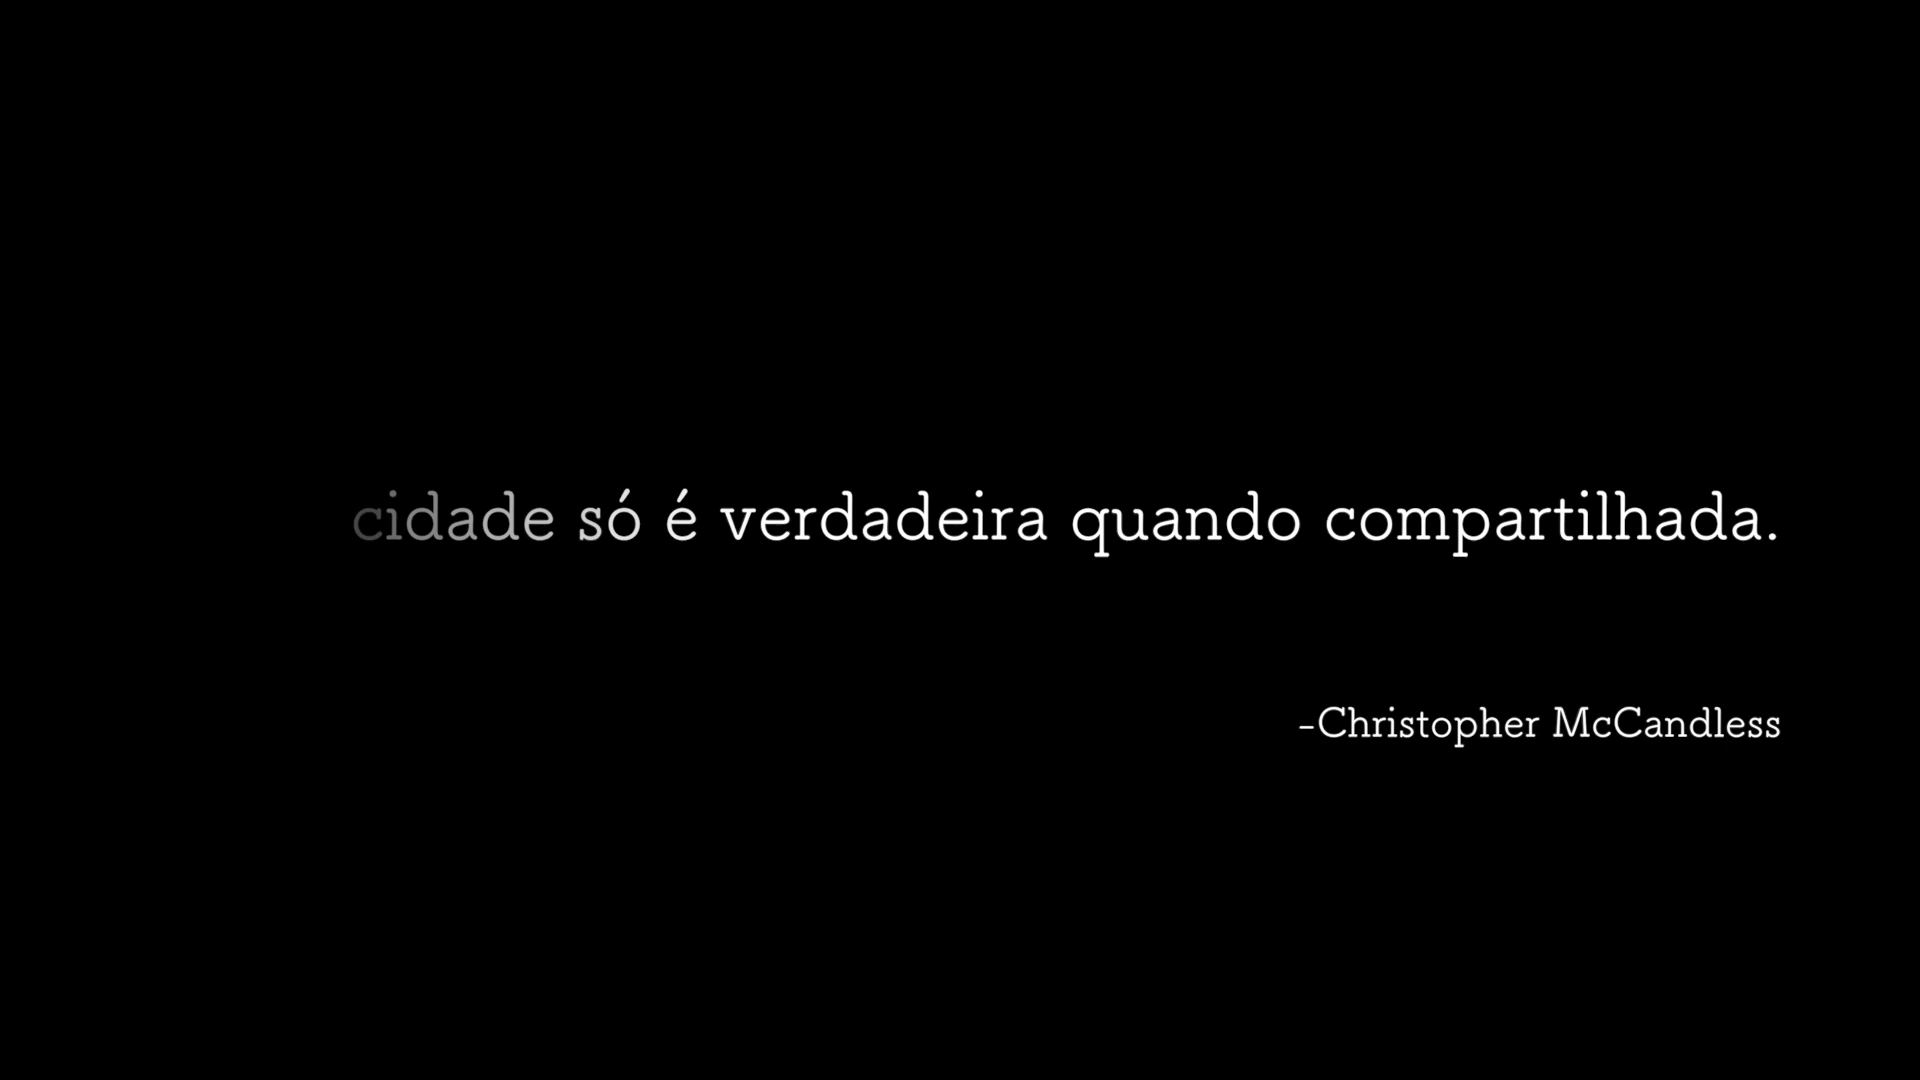 cidade só é verdadeira quando compartilhada.
-Christopher McCandless